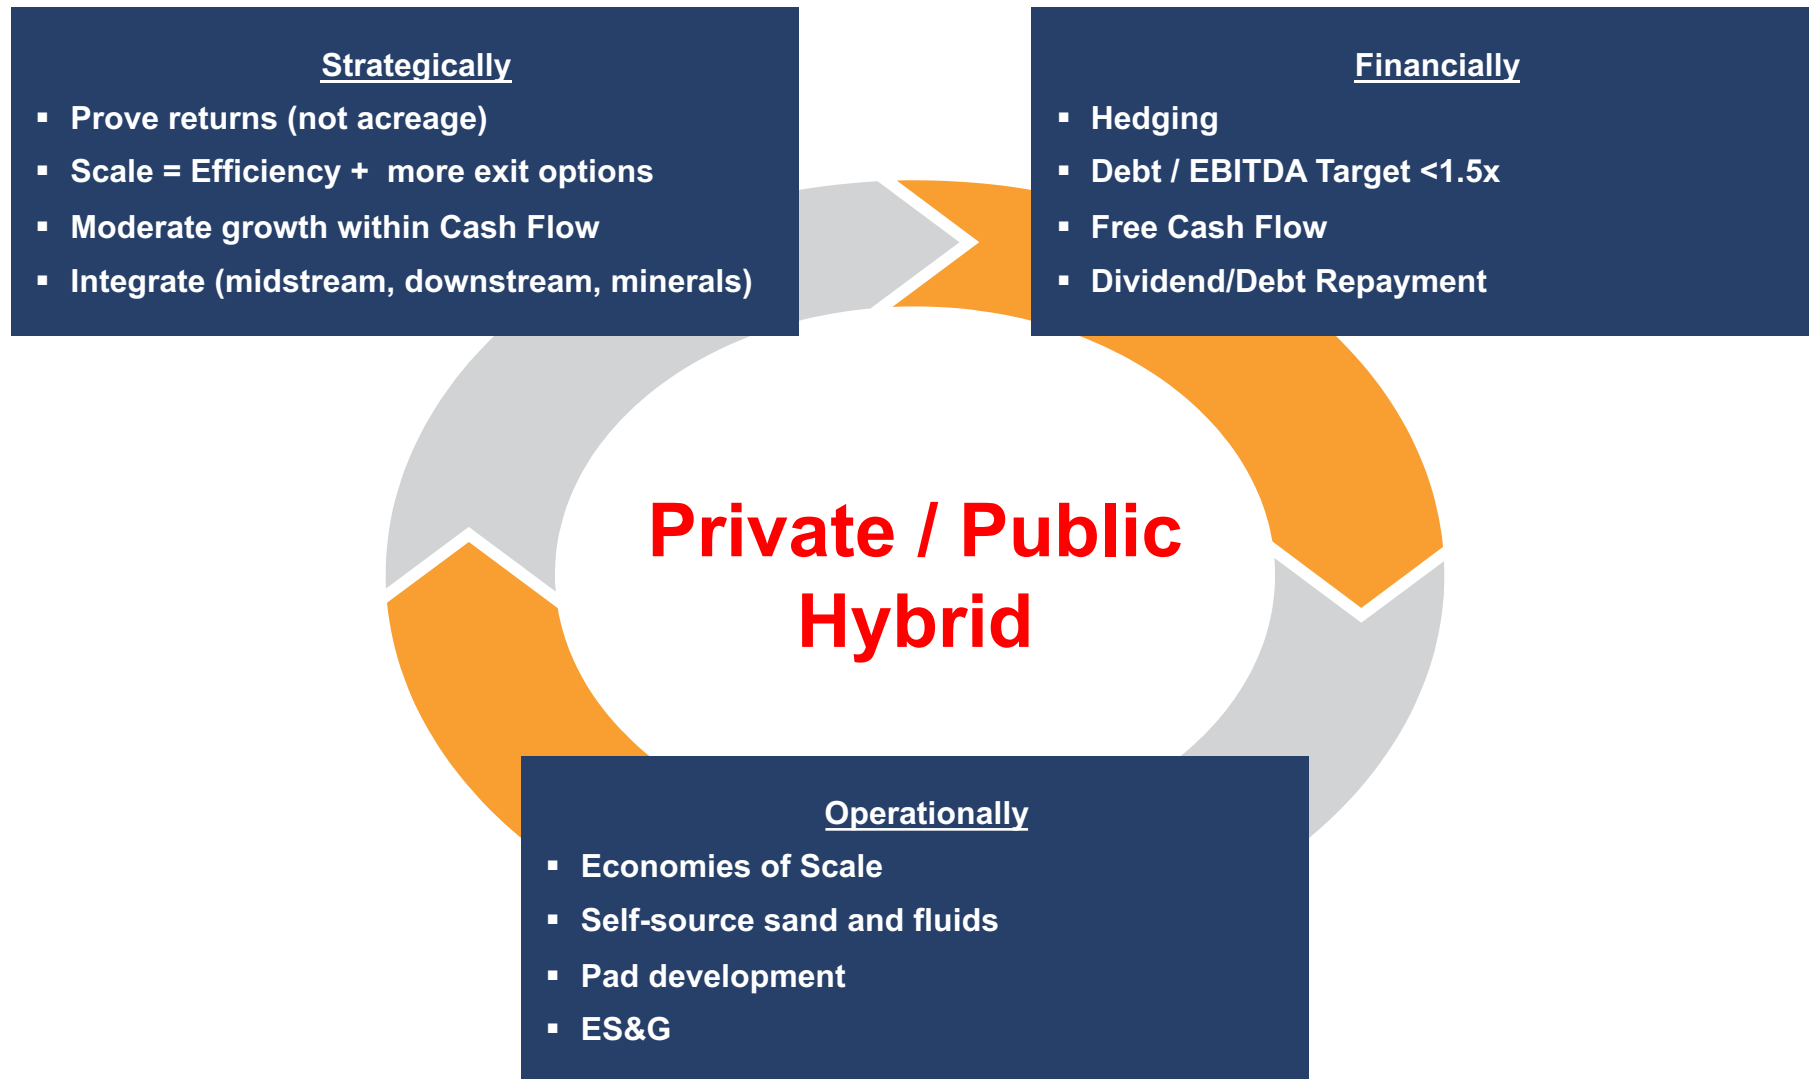 Strategically
▪ Prove returns (not acreage)
▪ Scale = Efficiency + more exit options
▪ Moderate growth within Cash Flow
▪ Integrate (midstream, downstream, minerals)
Financially
▪ Hedging
▪ Debt / EBITDA Target <1.5x
▪ Free Cash Flow
▪ Dividend/Debt Repayment
Private / Public
Hybrid
Operationally
▪ Economies of Scale
▪ Self-source sand and fluids
▪ Pad development
▪ ES&G